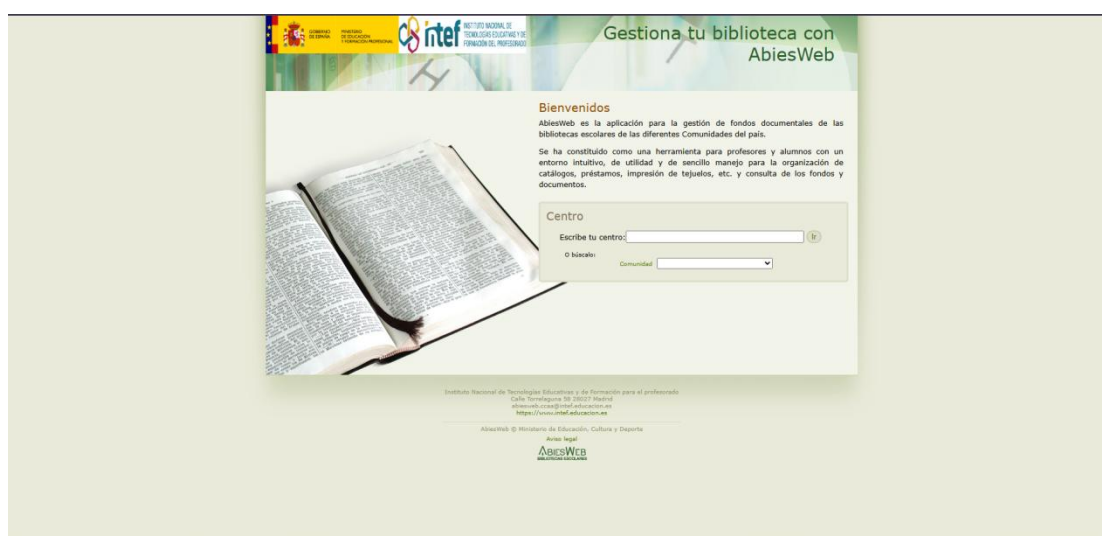 GOBIERNO
DE ESPAÑA
MINISTERIO
DE EDUCACIÓN
Y FORMACIÓN PROFESIONAL
intef
INSTITUTO NACIONAL DE
TECNOLOGÍAS EDUCATIVAS Y DE
FORMACIÓN DEL PROFESORADO
Gestiona tu biblioteca con
AbiesWeb
Bienvenidos
AbiesWeb es la aplicación para la gestión de fondos documentales de las
bibliotecas escolares de las diferentes Comunidades del país.
Se ha constituido como una herramienta para profesores y alumnos con un
entorno intuitivo, de utilidad y de sencillo manejo para la organización de
catálogos, préstamos, impresión de tejuelos, etc. y consulta de los fondos y
documentos.
Centro
Escribe tu centro:
Ir
O búscalo:
Comunidad
Instituto Nacional de Tecnologías Educativas y de Formación para el profesorado
Calle Torrelaguna 58 28027 Madrid
abiesweb.ccaa@intef.educacion.es
https://www.intef.educacion.es
AbiesWeb @ Ministerio de Educación, Cultura y Deporte
Aviso legal
ABIESWEB
BIBLIOTECAS ESCOLARES